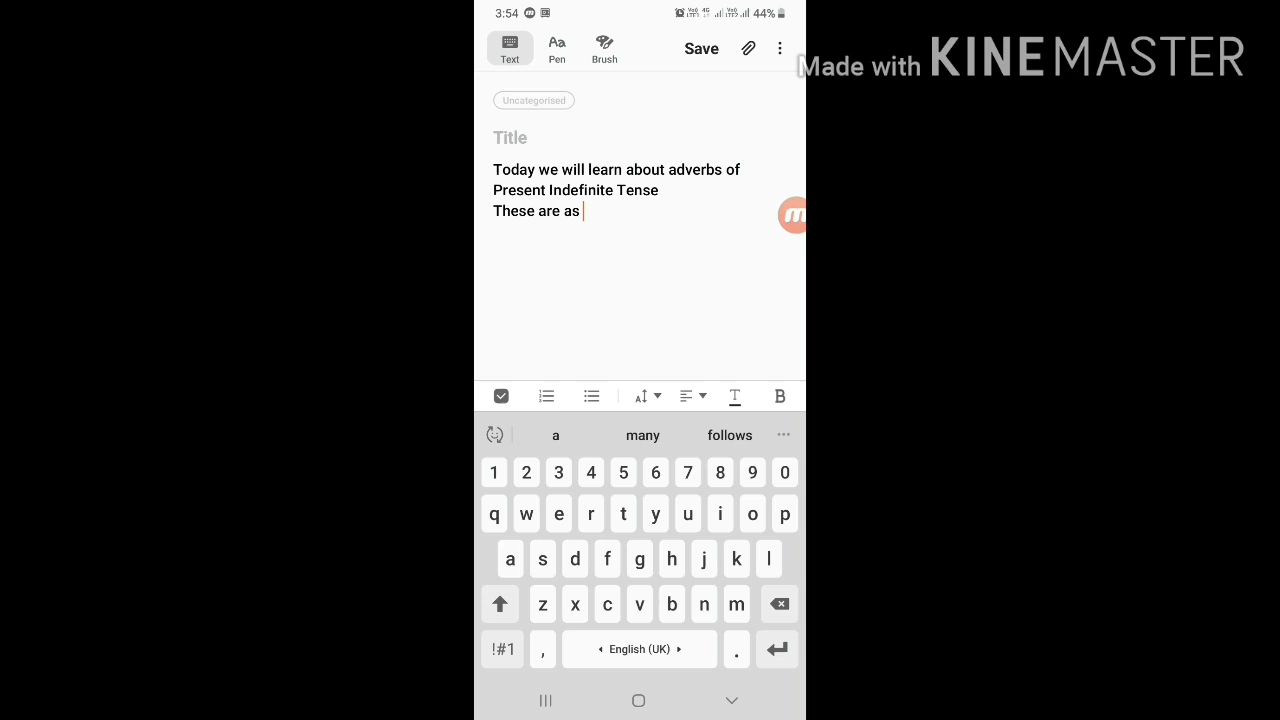 3:54 44%
Text Pen Brush Save
Made with KINEMASTER
Uncategorised
Title
Today we will learn about adverbs of
Present Indefinite Tense
These are as
a many follows
1 2 3 4 5 6 7 8 9 0
q w e r t y u i o p
a s d f g h j k l
z x c v b n m
!#1 , English (UK) .